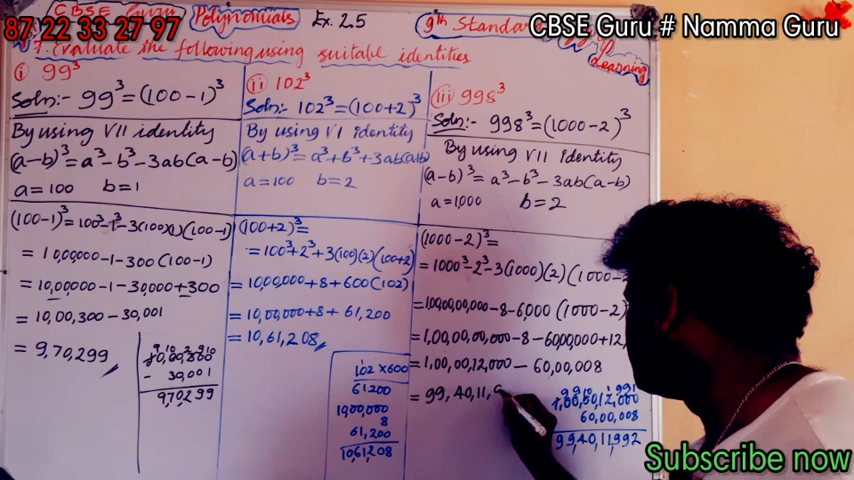 87 22 33 27 97
CBSE Guru # Namma Guru
CBSE Guru Polynomials Ex. 2.5 9th Standard
Learning
7. Evaluate the following using suitable identities
i) 99³
Soln:- 99³ = (100-1)³
By using VII identity
(a-b)³ = a³-b³-3ab(a-b)
a=100 b=1
(100-1)³ = 100³-1³-3(100)(1)(100-1)
= 10,00,000-1-300(100-1)
= 10,00,000-1-30,000+300
= 10,00,300-30,001
= 9,70,299
- 30,001
9,70,299
ii) 102³
Soln:- 102³ = (100+2)³
By using VI identity
(a+b)³ = a³+b³+3ab(a+b)
a=100 b=2
(100+2)³ =
= 100³+2³+3(100)(2)(100+2)
= 10,00,000+8+600(102)
= 10,00,000+8+61,200
= 10,61,208
102×600
61200
1000,000
8
61,200
10,61,208
iii) 998³
Soln:- 998³ = (1000-2)³
By using VII Identity
(a-b)³ = a³-b³-3ab(a-b)
a=1,000 b=2
(1000-2)³ =
= 1000³-2³-3(1000)(2)(1000-
= 100,00,00,000-8-6,000 (1000-2)
= 1,00,00,00,000-8-60,00,000+12,
= 1,00,00,12,000 - 60,00,008
= 99,40,11,9
1,00,00,12,000
60,00,008
99,40,11,992
Subscribe now